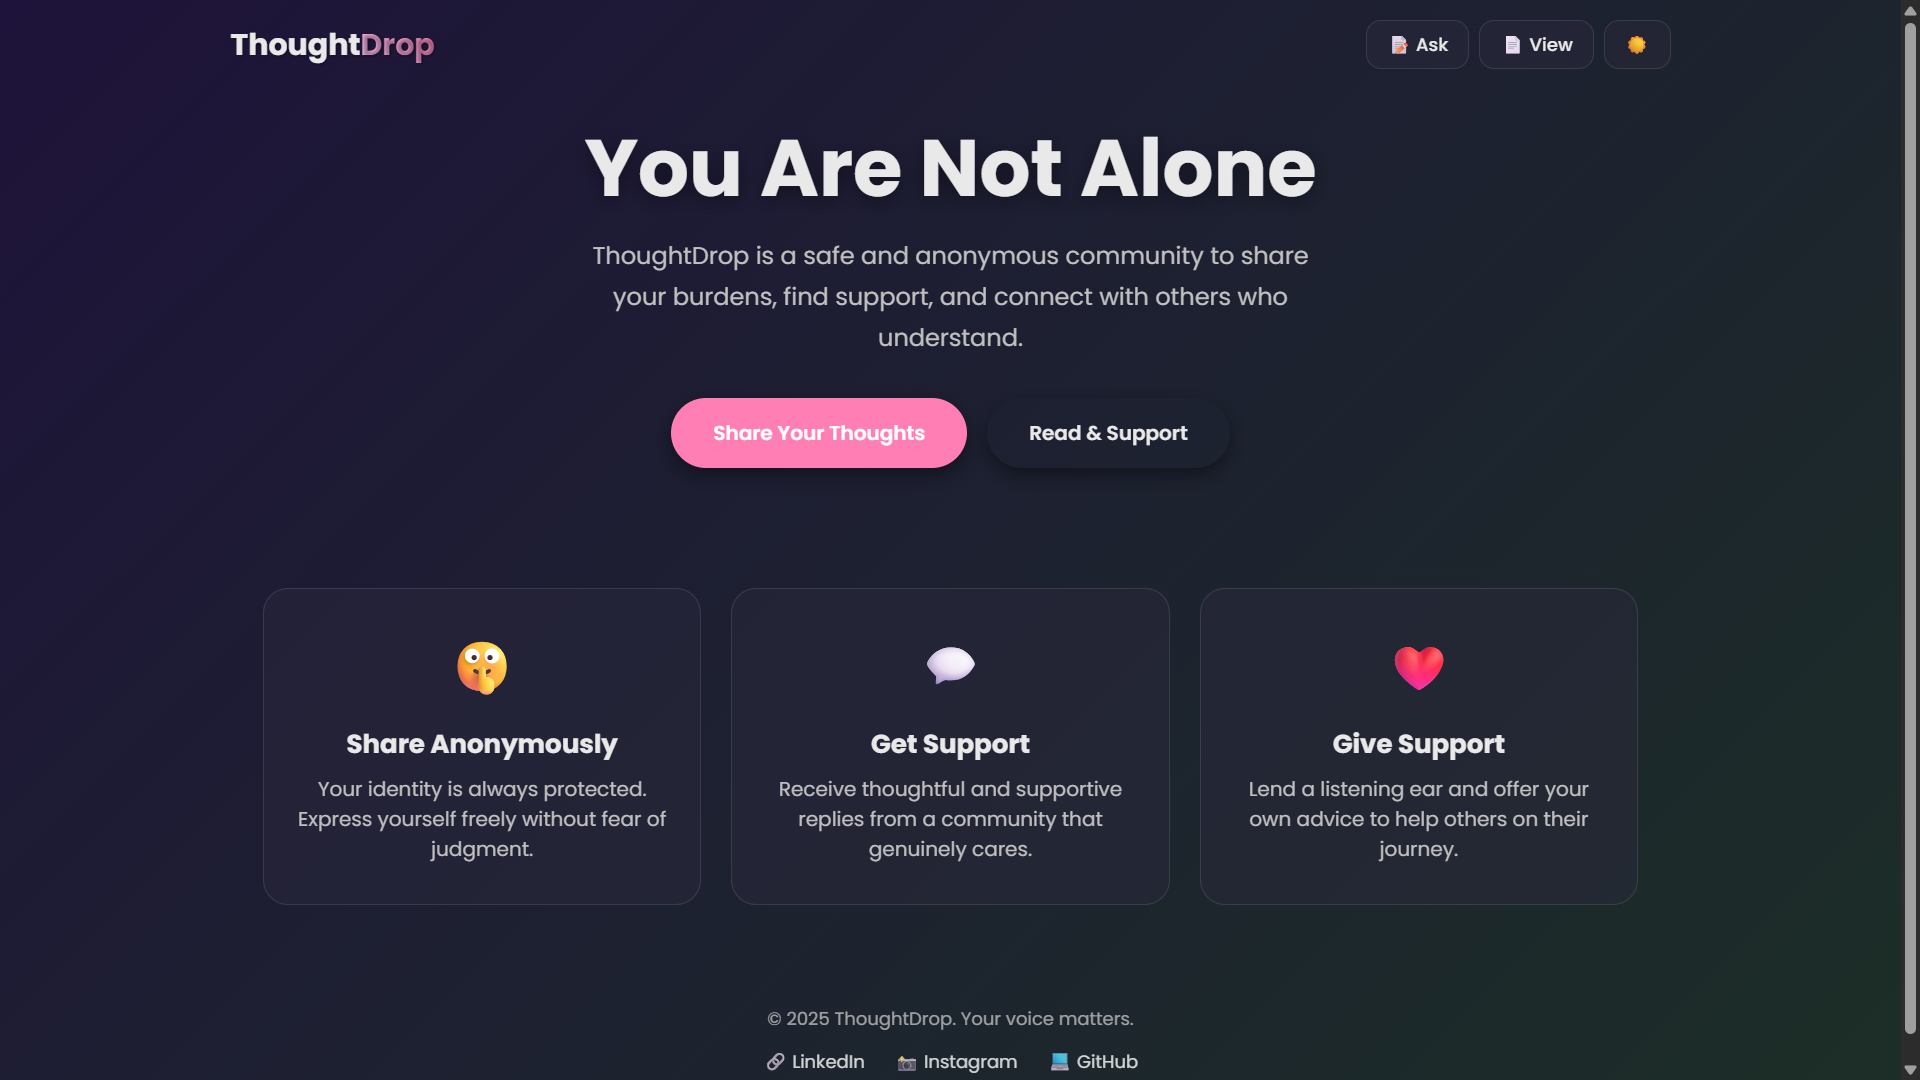 ThoughtDrop
📝 Ask
📄 View
You Are Not Alone
ThoughtDrop is a safe and anonymous community to share
your burdens, find support, and connect with others who
understand.
Share Your Thoughts
Read & Support
Share Anonymously
Your identity is always protected.
Express yourself freely without fear of
judgment.
Get Support
Receive thoughtful and supportive
replies from a community that
genuinely cares.
Give Support
Lend a listening ear and offer your
own advice to help others on their
journey.
© 2025 ThoughtDrop. Your voice matters.
🔗 LinkedIn
📸 Instagram
💻 GitHub